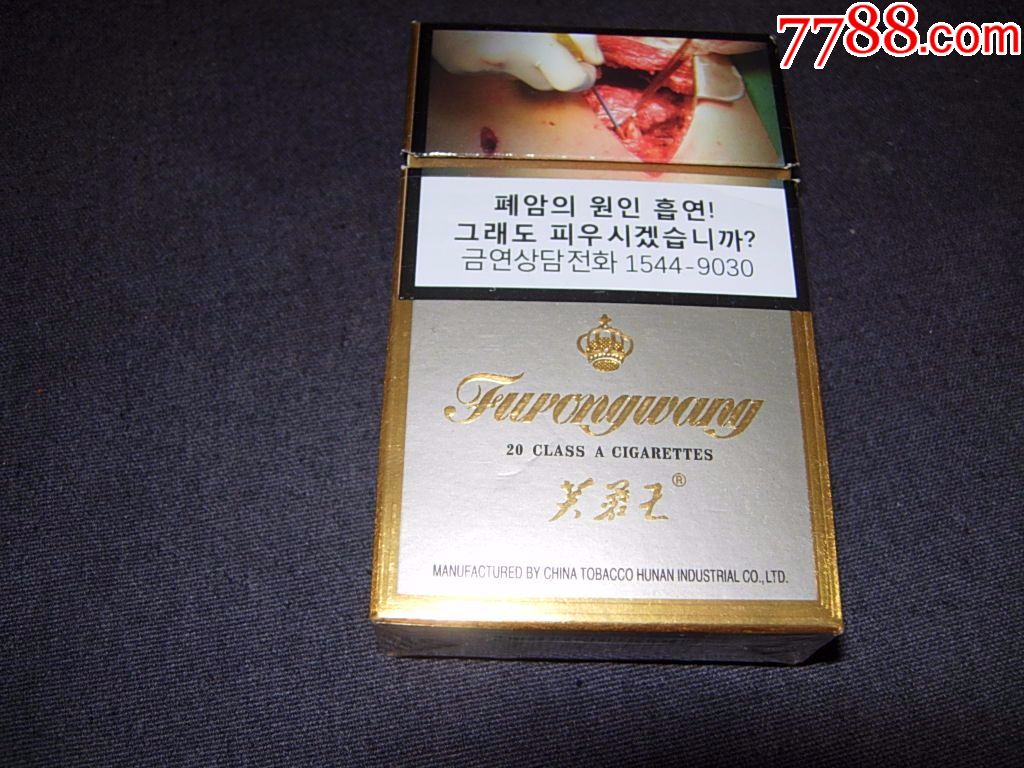 7788.com
폐암의 원인 흡연!
그래도 피우시겠습니까?
금연상담전화 1544-9030
Furongwang
20 CLASS A CIGARETTES
芙蓉王®
MANUFACTURED BY CHINA TOBACCO HUNAN INDUSTRIAL CO.,LTD.